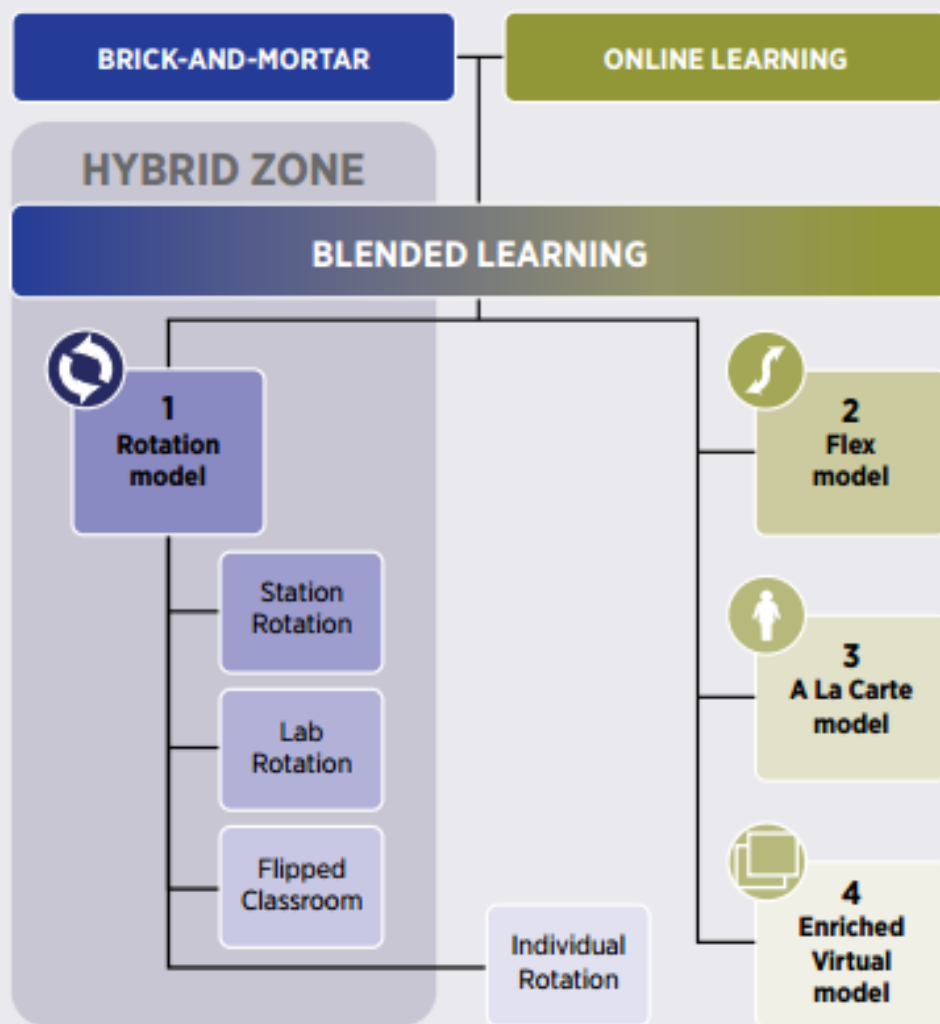 BRICK-AND-MORTAR
ONLINE LEARNING
HYBRID ZONE
BLENDED LEARNING
1
Rotation
model
Station
Rotation
Lab
Rotation
Flipped
Classroom
Individual
Rotation
2
Flex
model
3
A La Carte
model
4
Enriched
Virtual
model